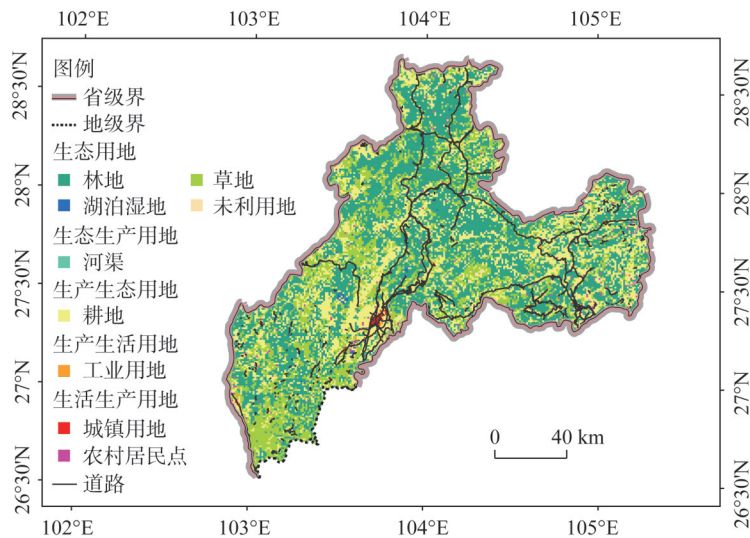 102°E 103°E 104°E 105°E
28°30'N
28°N
27°30'N
27°N
26°30'N
图例
省级界
地级界
生态用地
林地 草地
湖泊湿地 未利用地
生态生产用地
河渠
生产生态用地
耕地
生产生活用地
工业用地
生活生产用地
城镇用地
农村居民点
道路
0 40 km
28°30'N
28°N
27°30'N
27°N
26°30'N
102°E 103°E 104°E 105°E